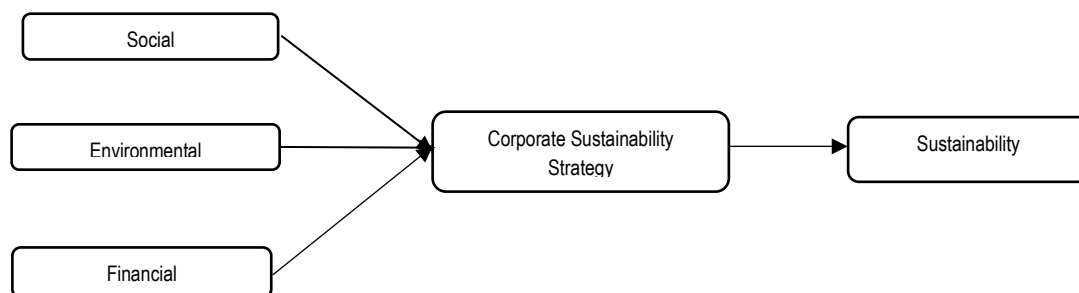 Social
Environmental
Financial
Corporate Sustainability
Strategy
Sustainability